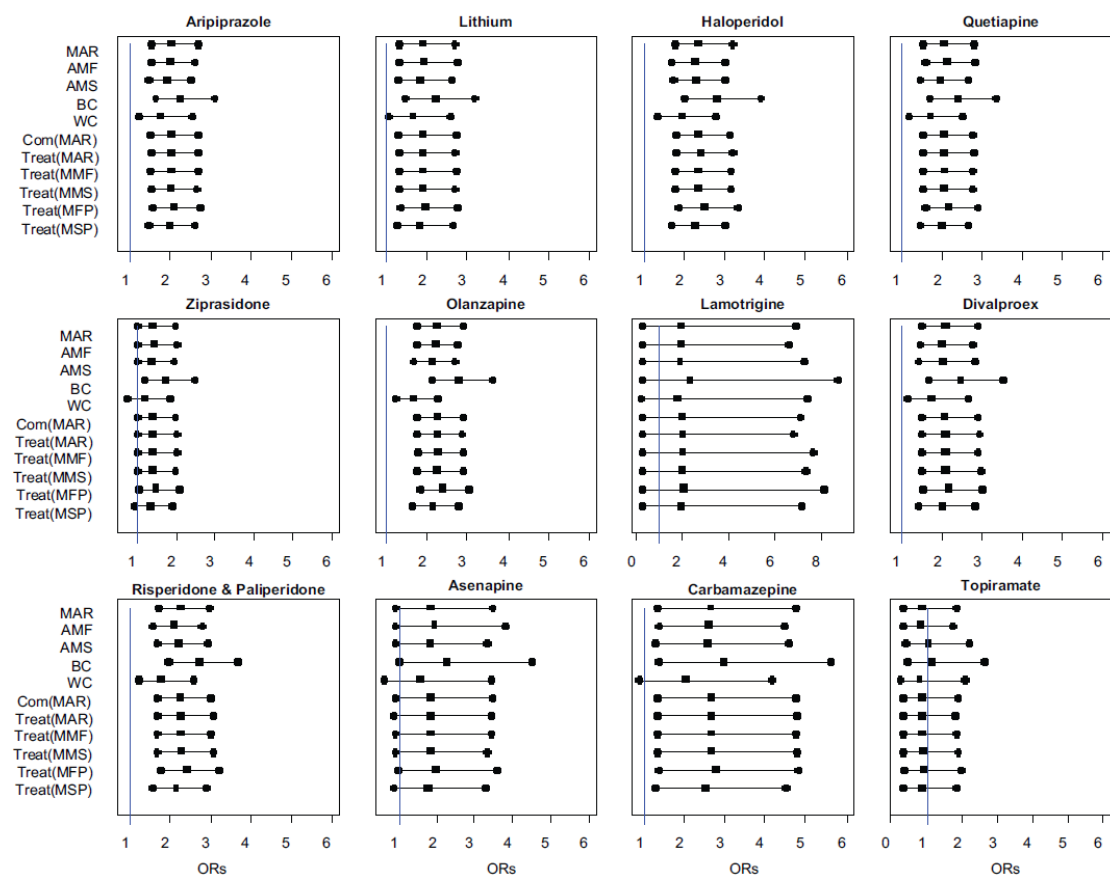 Aripiprazole Lithium Haloperidol Quetiapine
MAR
AMF
AMS
BC
WC
Com(MAR)
Treat(MAR)
Treat(MMF)
Treat(MMS)
Treat(MFP)
Treat(MSP)
1 2 3 4 5 6 1 2 3 4 5 6 1 2 3 4 5 6 1 2 3 4 5 6
Ziprasidone Olanzapine Lamotrigine Divalproex
MAR
AMF
AMS
BC
WC
Com(MAR)
Treat(MAR)
Treat(MMF)
Treat(MMS)
Treat(MFP)
Treat(MSP)
1 2 3 4 5 6 1 2 3 4 5 6 0 2 4 6 8 1 2 3 4 5 6
Risperidone & Paliperidone Asenapine Carbamazepine Topiramate
MAR
AMF
AMS
BC
WC
Com(MAR)
Treat(MAR)
Treat(MMF)
Treat(MMS)
Treat(MFP)
Treat(MSP)
1 2 3 4 5 6 1 2 3 4 5 6 1 2 3 4 5 6 0 1 2 3 4 5 6
ORs ORs ORs ORs